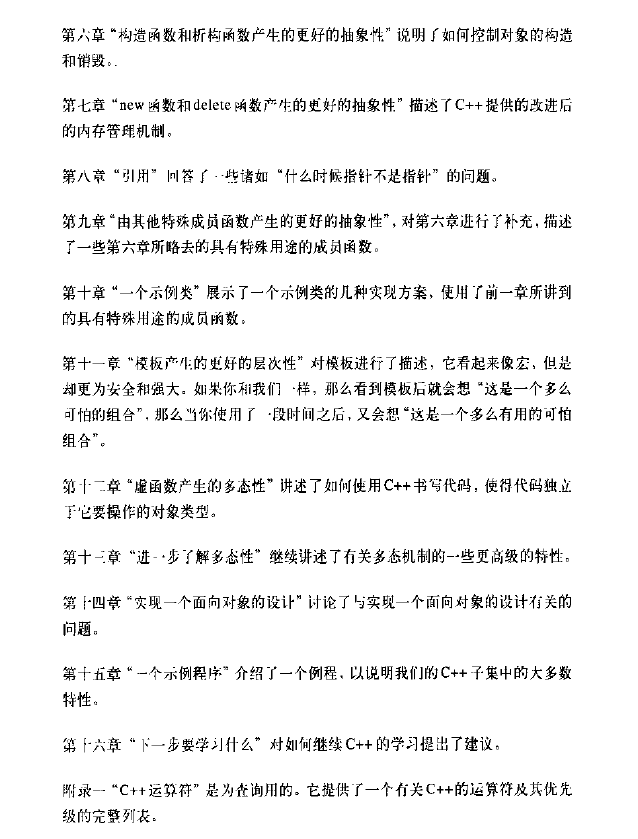 第六章“构造函数和析构函数产生的更好的抽象性”说明了如何控制对象的构造
和销毁。
第七章“new函数和delete函数产生的更好的抽象性”描述了C++提供的改进后
的内存管理机制。
第八章“引用”回答了一些诸如“什么时候指针不是指针”的问题。
第九章“由其他特殊成员函数产生的更好的抽象性”，对第六章进行了补充，描述
了一些第六章所略去的具有特殊用途的成员函数。
第十章“一个示例类”展示了一个示例类的几种实现方案，使用了前一章所讲到
的具有特殊用途的成员函数。
第十一章“模板产生的更好的层次性”对模板进行了描述，它看起来像宏，但是
却更为安全和强大。如果你和我们一样，那么看到模板后就会想“这是一个多么
可怕的组合”，那么当你使用了一段时间之后，又会想“这是一个多么有用的可怕
组合”。
第十二章“虚函数产生的多态性”讲述了如何使用C++书写代码，使得代码独立
于它要操作的对象类型。
第十三章“进一步了解多态性”继续讲述了有关多态机制的一些更高级的特性。
第十四章“实现一个面向对象的设计”讨论了与实现一个面向对象的设计有关的
问题。
第十五章“一个示例程序”介绍了一个例程，以说明我们的C++子集中的大多数
特性。
第十六章“下一步要学习什么”对如何继续C++的学习提出了建议。
附录一“C++运算符”是为查询用的。它提供了一个有关C++的运算符及其优先
级的完整列表。